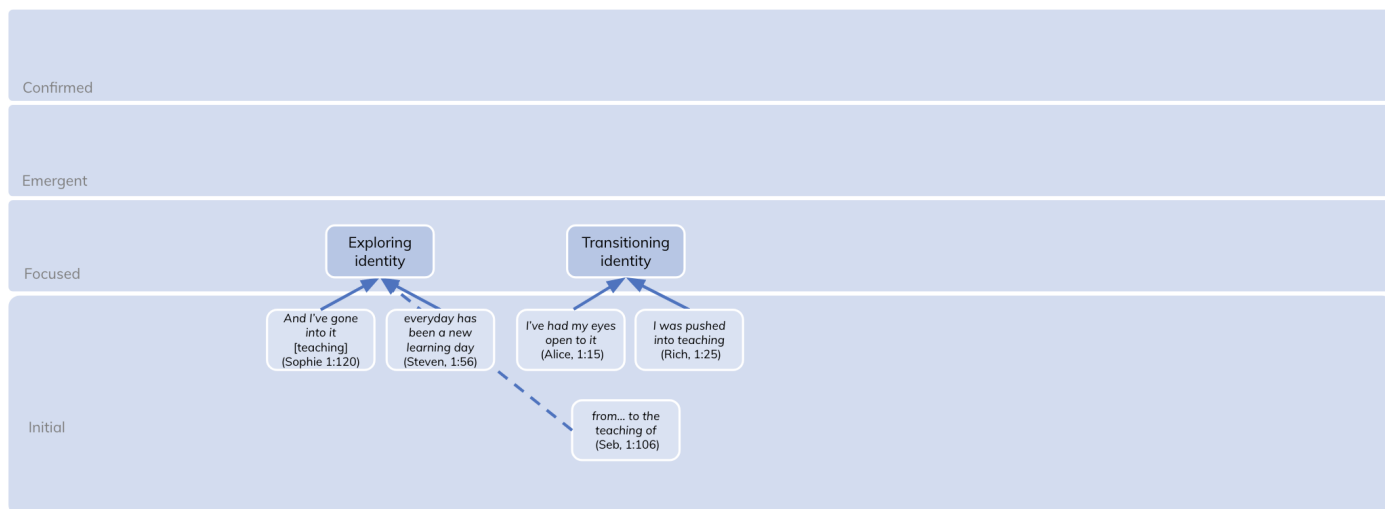 Confirmed
Emergent
Focused
Exploring
identity
Transitioning
identity
Initial
And I've gone
into it
[teaching]
(Sophie 1:120)
everyday has
been a new
learning day
(Steven, 1:56)
I've had my eyes
open to it
(Alice, 1:15)
I was pushed
into teaching
(Rich, 1:25)
from... to the
teaching of
(Seb, 1:106)